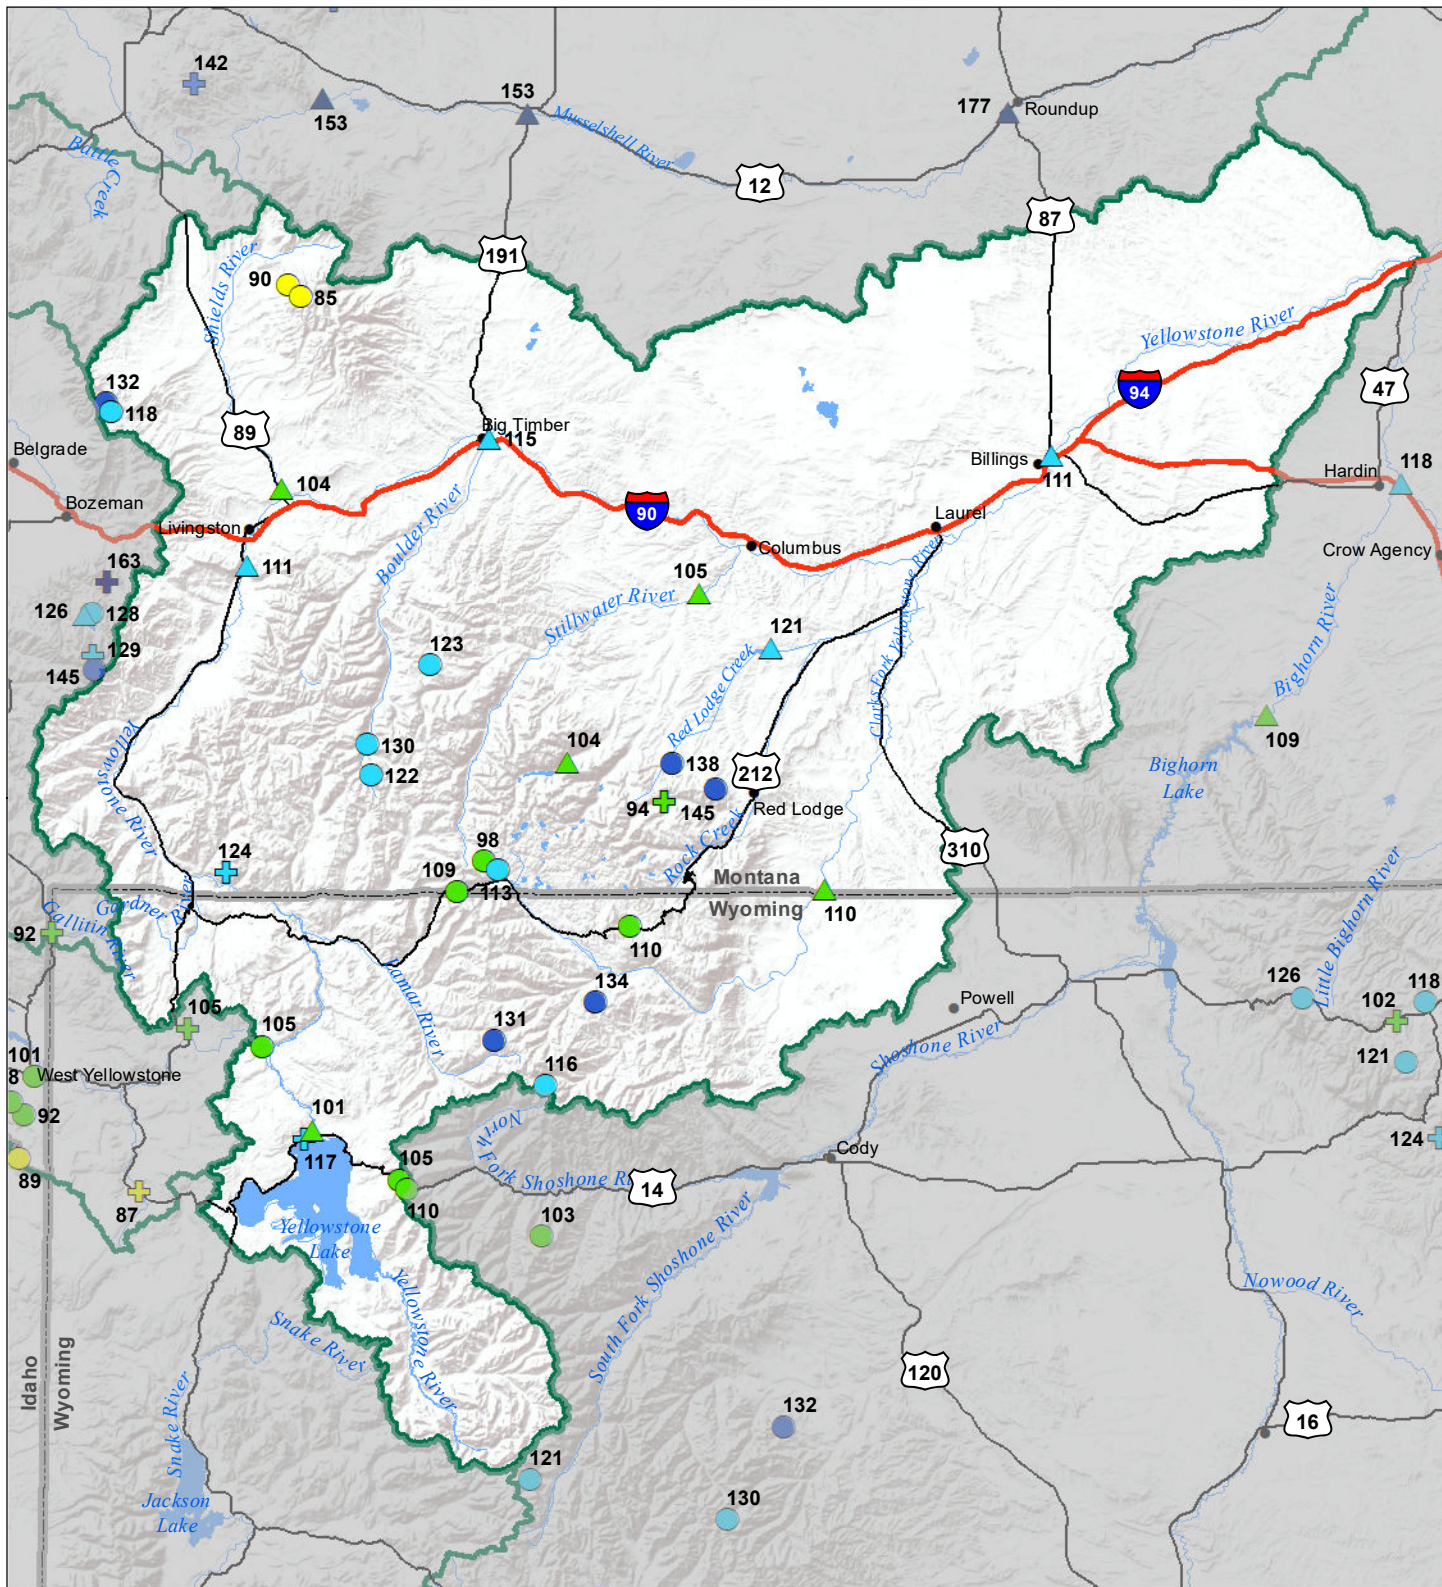 142
153
153
177
Roundup
Musselshell River
Battle Creek
12
87
191
90
85
Shields River
Yellowstone River
94
47
132
118
89
Big Timber
115
Belgrade
Billings
111
Hardin
118
104
Bozeman
Livingston
90
Laurel
Columbus
Crow Agency
Boulder River
163
111
105
126
128
Stillwater River
121
129
145
123
Red Lodge Creek
Clarks Fork Yellowstone River
Bighorn River
109
Yellowstone River
130
122
104
138
212
Bighorn
Lake
94
145
Red Lodge
Rock Creek
310
98
124
109
113
Montana
Wyoming
110
Gardner River
Gallitin River
92
110
Little Bighorn River
Lamar River
134
126
118
102
Powell
105
105
131
Shoshone River
101
8
West Yellowstone
116
121
92
101
North Fork Shoshone Ri
124
117
Cody
105
89
14
87
110
103
Yellowstone
Lake
South Fork Shoshone River
Yellowstone River
Nowood River
Snake River
Idaho
Wyoming
120
132
16
Snake River
121
Jackson
Lake
130